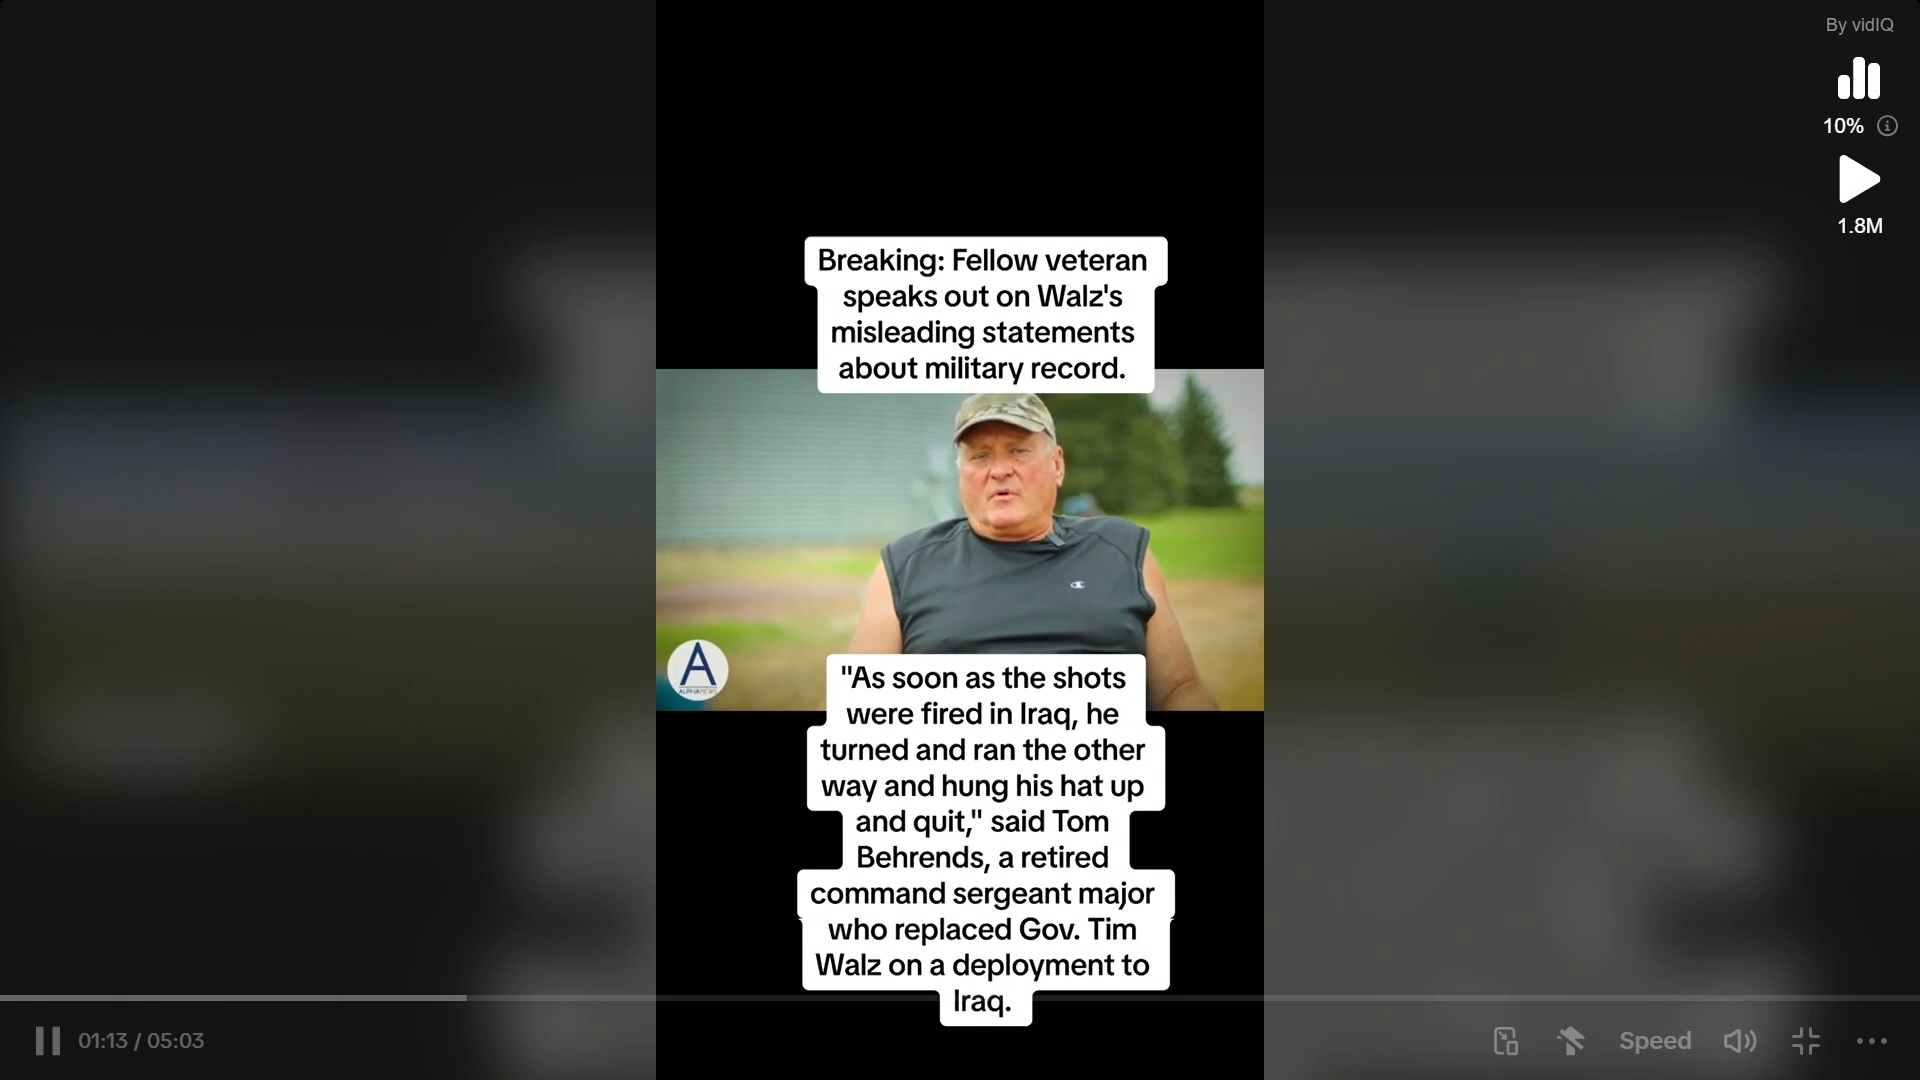 By vidIQ
10%
1.8M
Breaking: Fellow veteran
speaks out on Walz's
misleading statements
about military record.
A
ALPHANEWS
"As soon as the shots
were fired in Iraq, he
turned and ran the other
way and hung his hat up
and quit," said Tom
Behrends, a retired
command sergeant major
who replaced Gov. Tim
Walz on a deployment to
Iraq.
01:13 / 05:03
Speed